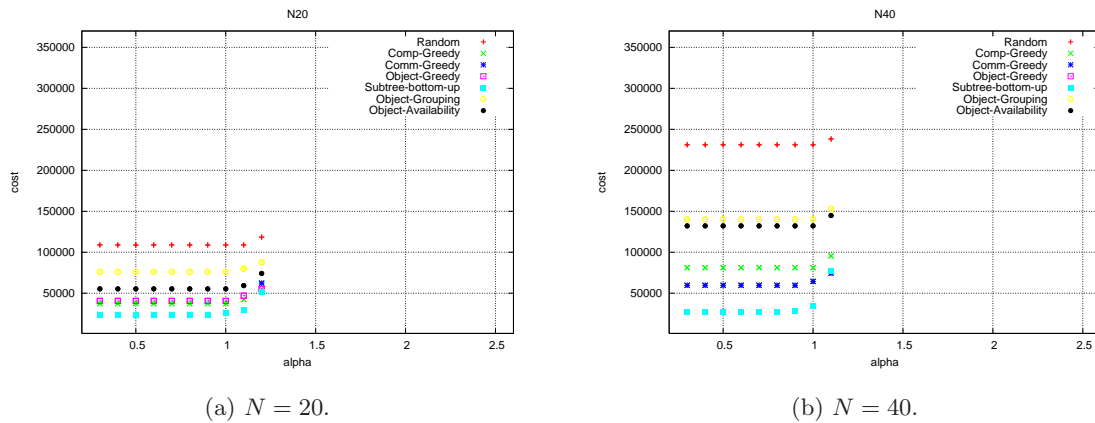 N20
350000
300000
250000
200000
150000
100000
50000
cost
0.5 1 1.5 2 2.5
alpha
Random
Comp-Greedy
Comm-Greedy
Object-Greedy
Subtree-bottom-up
Object-Grouping
Object-Availability
(a) N = 20.
N40
350000
300000
250000
200000
150000
100000
50000
cost
0.5 1 1.5 2 2.5
alpha
Random
Comp-Greedy
Comm-Greedy
Object-Greedy
Subtree-bottom-up
Object-Grouping
Object-Availability
(b) N = 40.